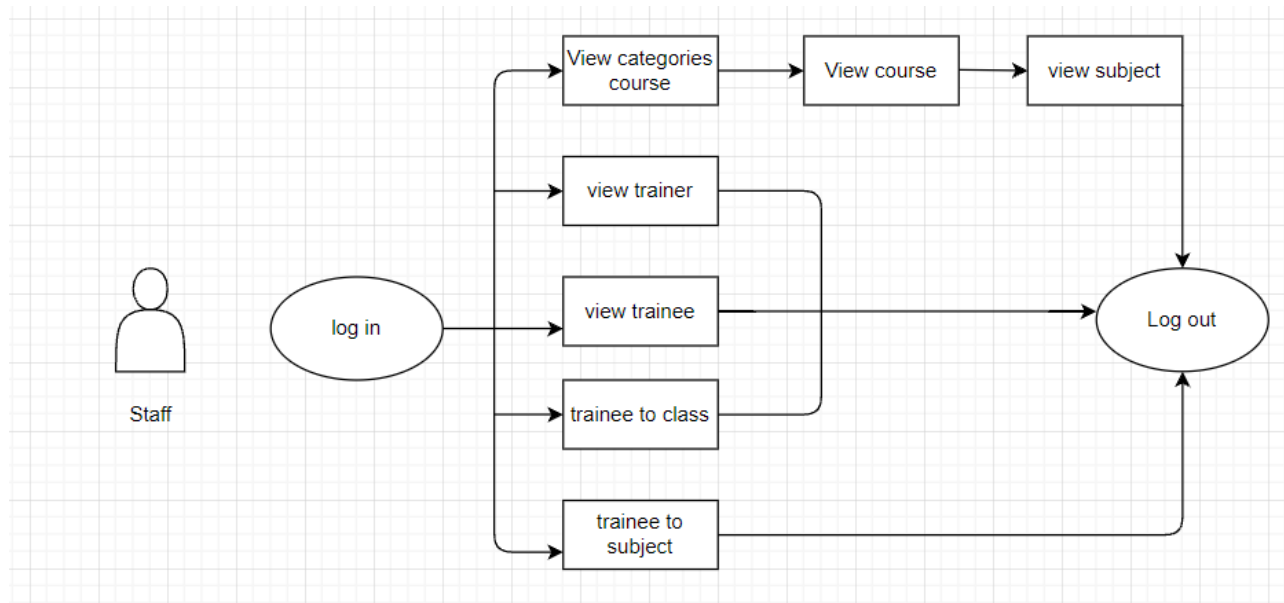 View categories
course
View course
view subject
view trainer
view trainee
log in
Log out
Staff
trainee to class
trainee to
subject